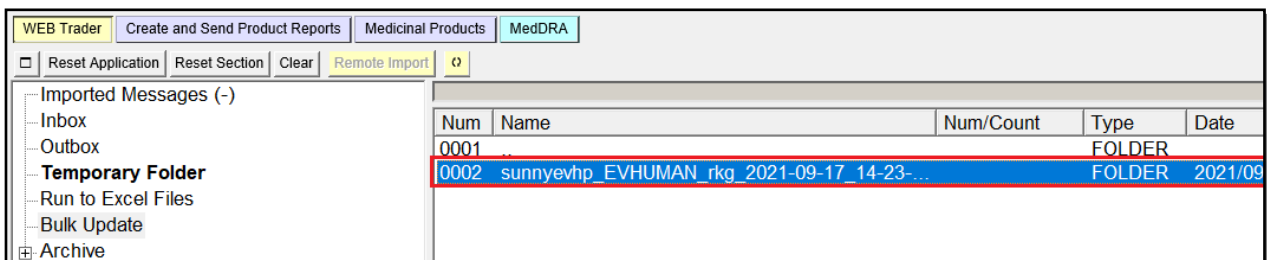 WEB Trader Create and Send Product Reports Medicinal Products MedDRA
Reset Application Reset Section Clear Remote Import
Imported Messages (-)
Inbox
Outbox
Temporary Folder
Run to Excel Files
Bulk Update
Archive
Num Name Num/Count Type Date
0001 .. FOLDER
0002 sunnyevhp_EVHUMAN_rkg_2021-09-17_14-23-... FOLDER 2021/09